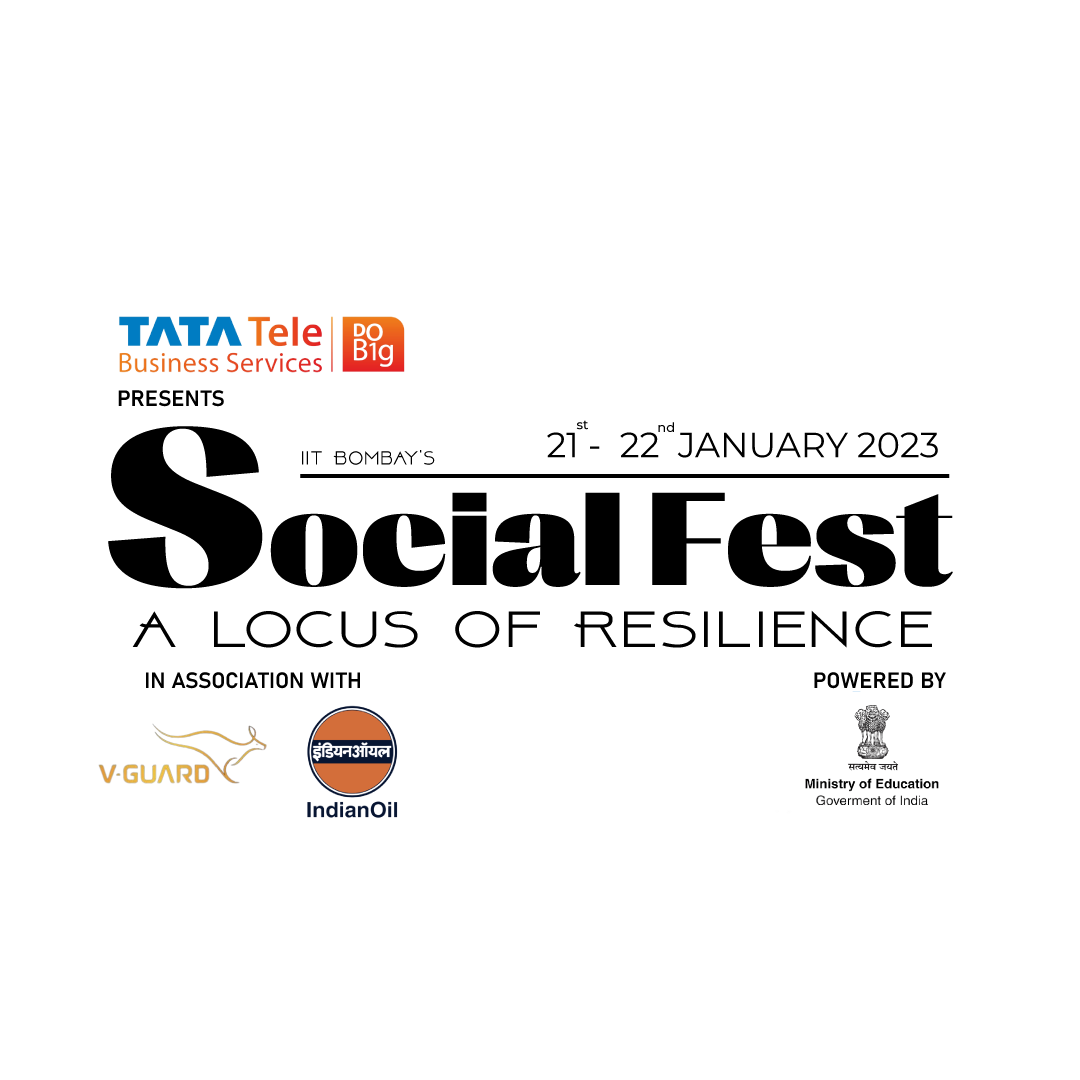 TATA Tele
Business Services
DO
B1g
PRESENTS
IIT BOMBAY'S
21st - 22nd JANUARY 2023
Social Fest
A LOCUS OF RESILIENCE
IN ASSOCIATION WITH
POWERED BY
V-GUARD
इंडियनऑयल
IndianOil
सत्यमेव जयते
Ministry of Education
Goverment of India